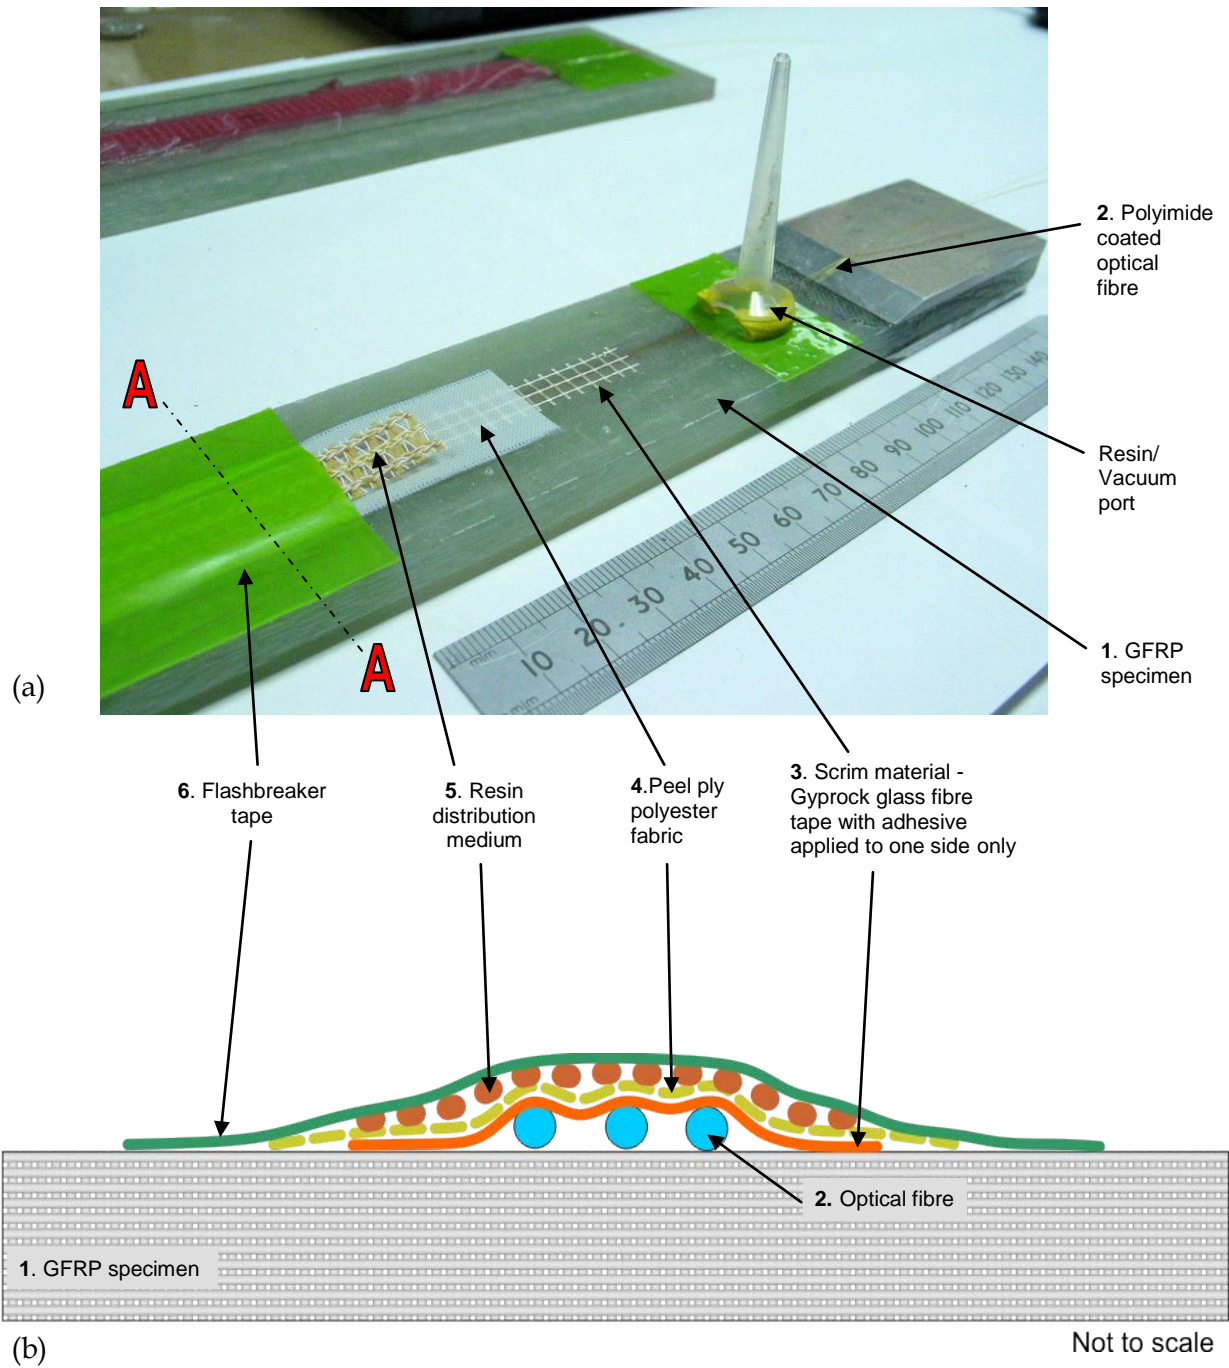 A
A
2. Polyimide
coated
optical
fibre
Resin/
Vacuum
port
1. GFRP
specimen
mm
10
20
30
40
50
60
70
80
90
100
110
120
130
140
m/m
(a)
6. Flashbreaker
tape
5. Resin
distribution
medium
4.Peel ply
polyester
fabric
3. Scrim material -
Gyprock glass fibre
tape with adhesive
applied to one side only
2. Optical fibre
1. GFRP specimen
(b)
Not to scale